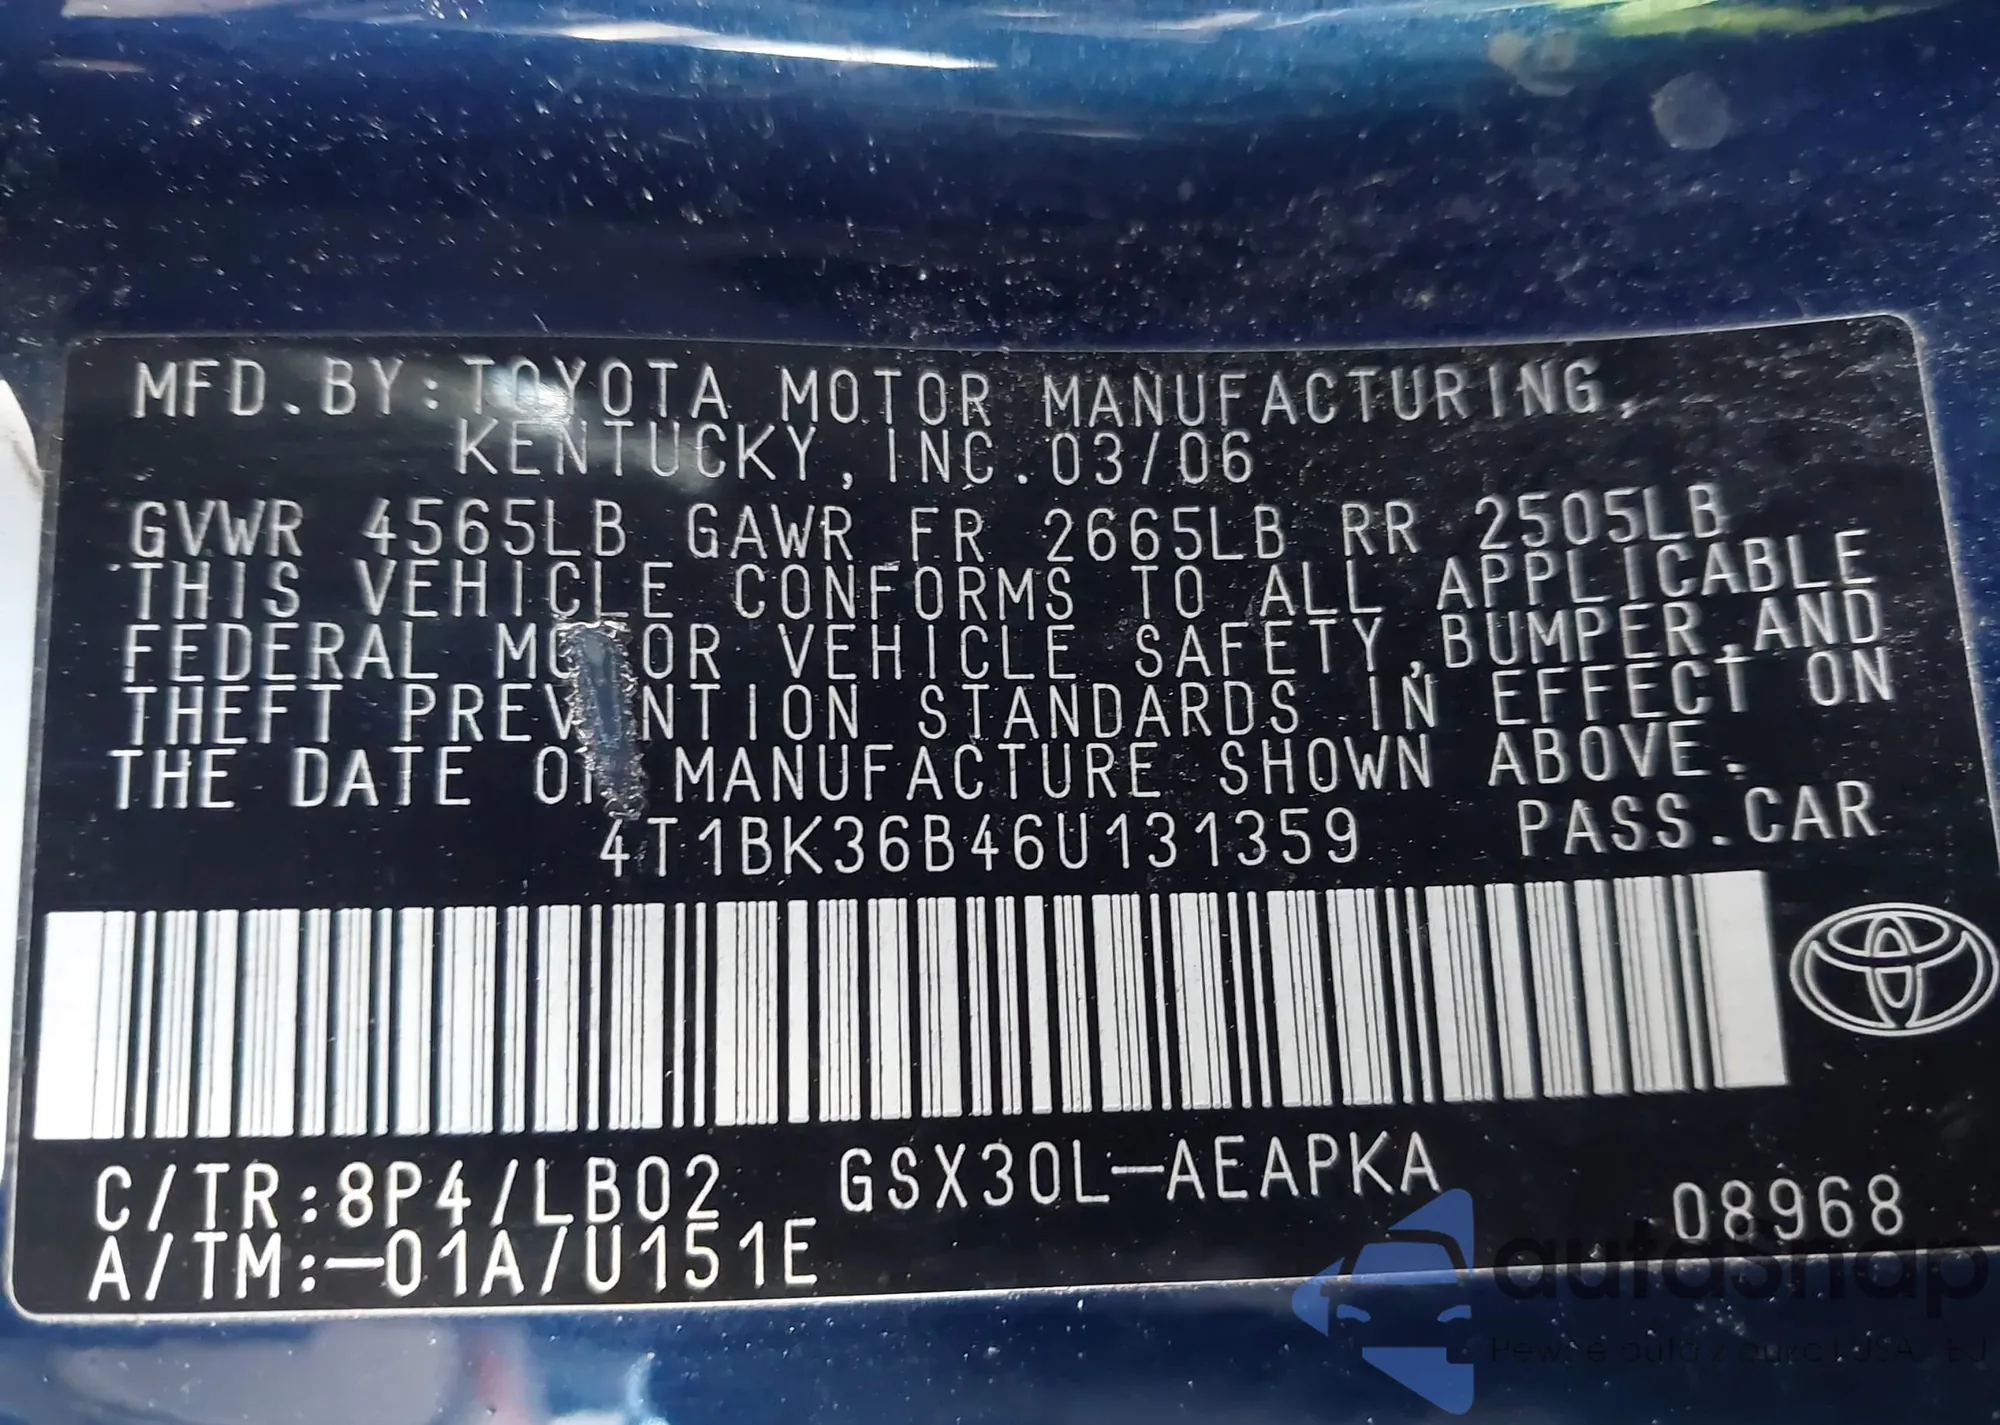 MFD.BY:TOYOTA MOTOR MANUFACTURING,
KENTUCKY, INC.03/06
GVWR 4565LB GAWR FR 2665LB RR 2505LB
THIS VEHICLE CONFORMS TO ALL APPLICABLE
FEDERAL MOTOR VEHICLE SAFETY,BUMPER,AND
THEFT PREVENTION STANDARDS IN EFFECT ON
THE DATE OF MANUFACTURE SHOWN ABOVE.
4T1BK36B46U131359 PASS.CAR
C/TR:8P4/LB02 GSX30L-AEAPKA
A/TM:-01A/U151E 08968
autosnap